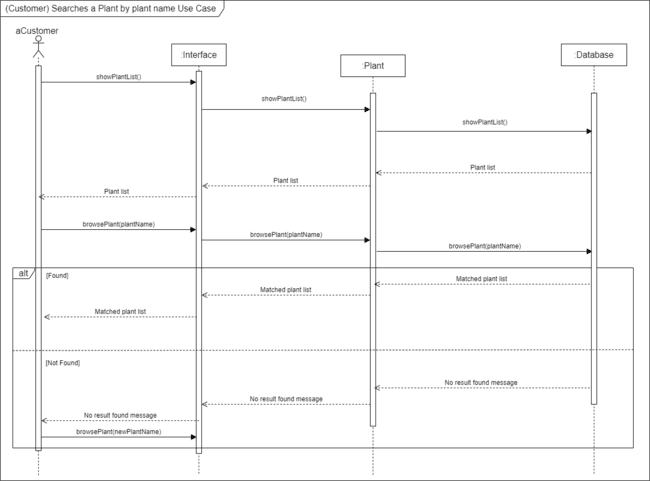 (Customer) Searches a Plant by plant name Use Case
aCustomer
:Interface
:Plant
:Database
showPlantList()
showPlantList()
showPlantList()
Plant list
Plant list
Plant list
browsePlant(plantName)
browsePlant(plantName)
browsePlant(plantName)
alt
[Found]
Matched plant list
Matched plant list
Matched plant list
[Not Found]
No result found message
No result found message
No result found message
browsePlant(newPlantName)